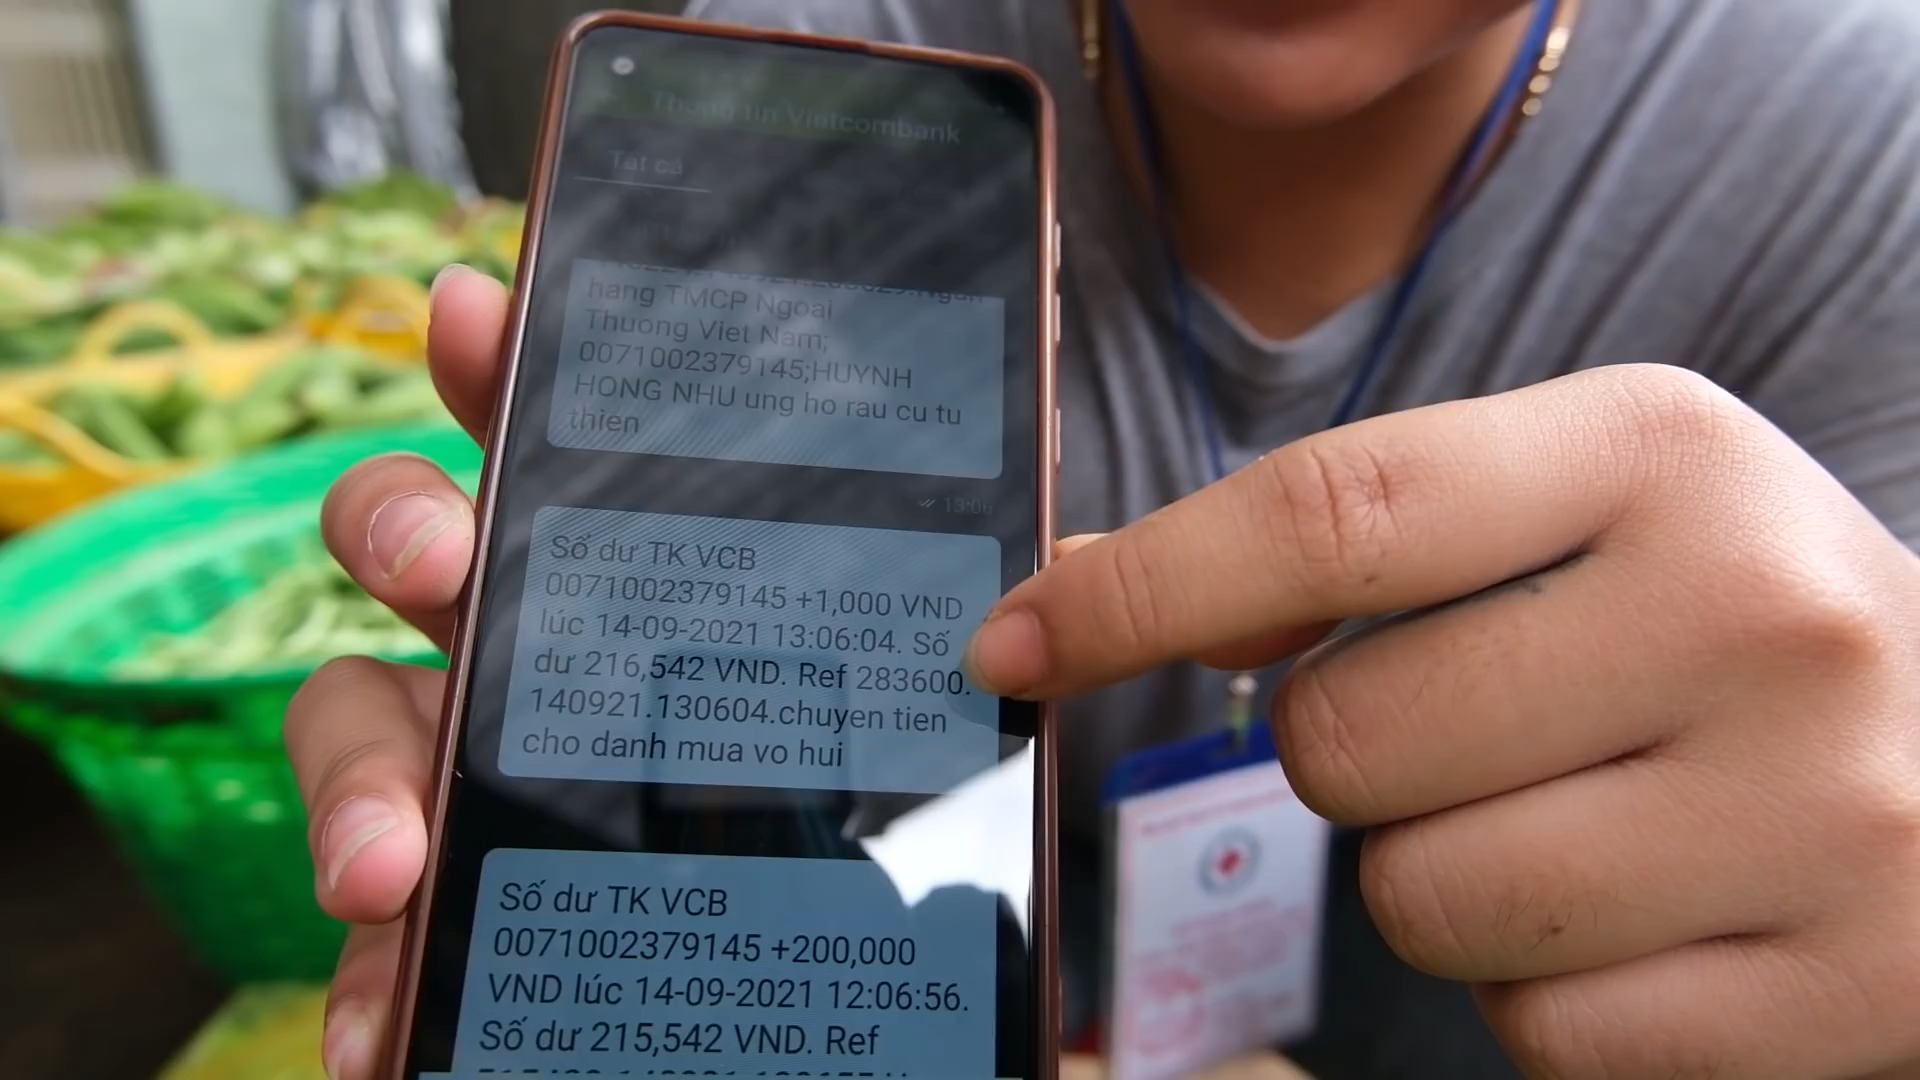 Thông tin Vietcombank
Tất cả
hang TMCP Ngoai
Thuong Viet Nam;
0071002379145;HUYNH
HONG NHU ung ho rau cu tu
thien
13:06
Số dư TK VCB
0071002379145 +1,000 VND
lúc 14-09-2021 13:06:04. Số
dư 216,542 VND. Ref 283600.
140921.130604.chuyen tien
cho danh mua vo hui
Số dư TK VCB
0071002379145 +200,000
VND lúc 14-09-2021 12:06:56.
Số dư 215,542 VND. Ref